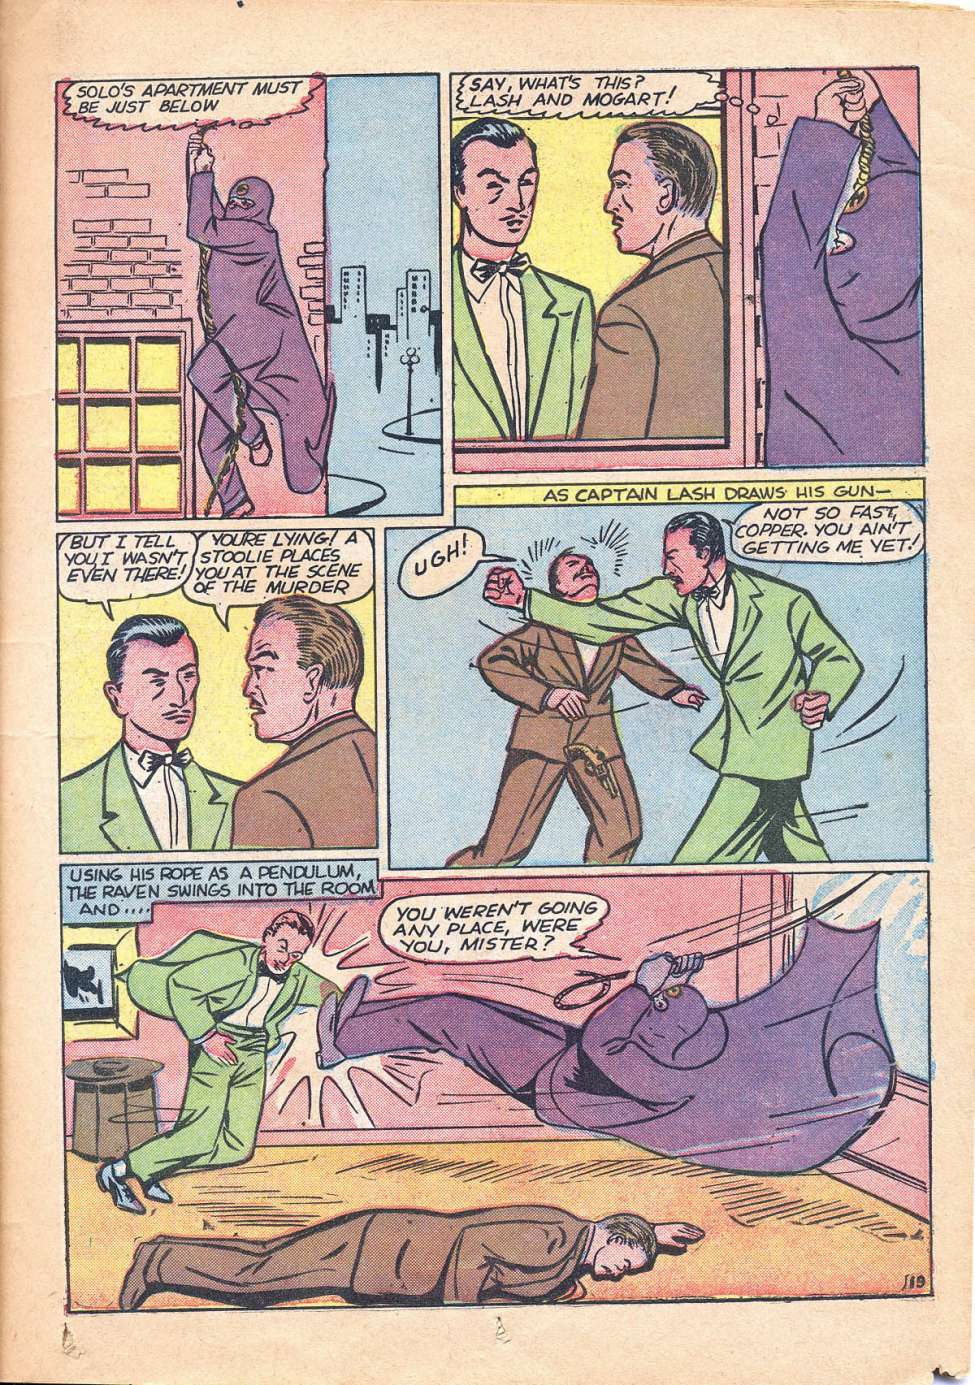 SOLO'S APARTMENT MUST
BE JUST BELOW
SAY, WHAT'S THIS?
LASH AND MOGART!
BUT I TELL
YOU I WASN'T
EVEN THERE!
YOURE LYING! A
STOOLIE PLACES
YOU AT THE SCENE
OF THE MURDER
AS CAPTAIN LASH DRAWS HIS GUN—
UGH!
NOT SO FAST,
COPPER. YOU AIN'T
GETTING ME, YET!
USING HIS ROPE AS A PENDULUM,
THE RAVEN SWINGS INTO THE ROOM
AND....
YOU WEREN'T GOING
ANY PLACE, WERE
YOU, MISTER?